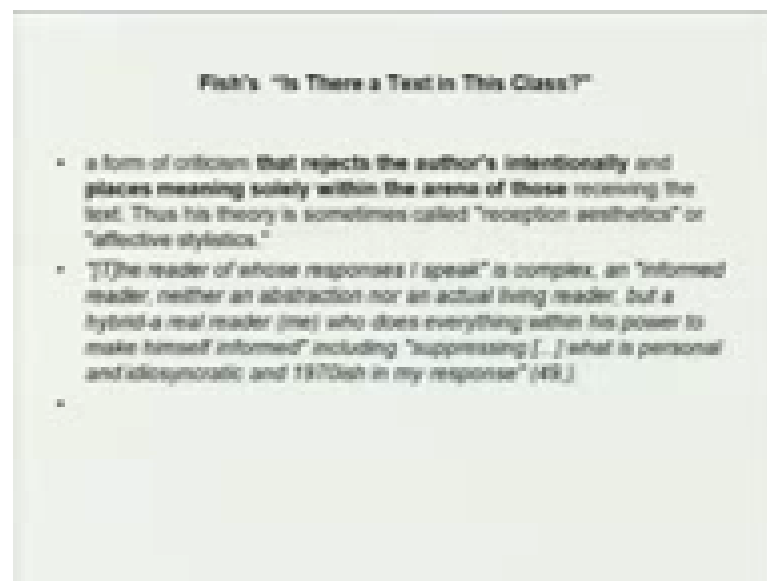 Fish's "Is There a Text in This Class?"
• a form of criticism that rejects the author's intentionally and
places meaning solely within the arena of those receiving the
text. Thus his theory is sometimes called "reception aesthetics" or
"affective stylistics."
• "[T]he reader of whose responses I speak" is complex, an "informed
reader, neither an abstraction nor an actual living reader, but a
hybrid-a real reader (me) who does everything within his power to
make himself informed" including "suppressing [...] what is personal
and idiosyncratic and 1970ish in my response" (49,)
•